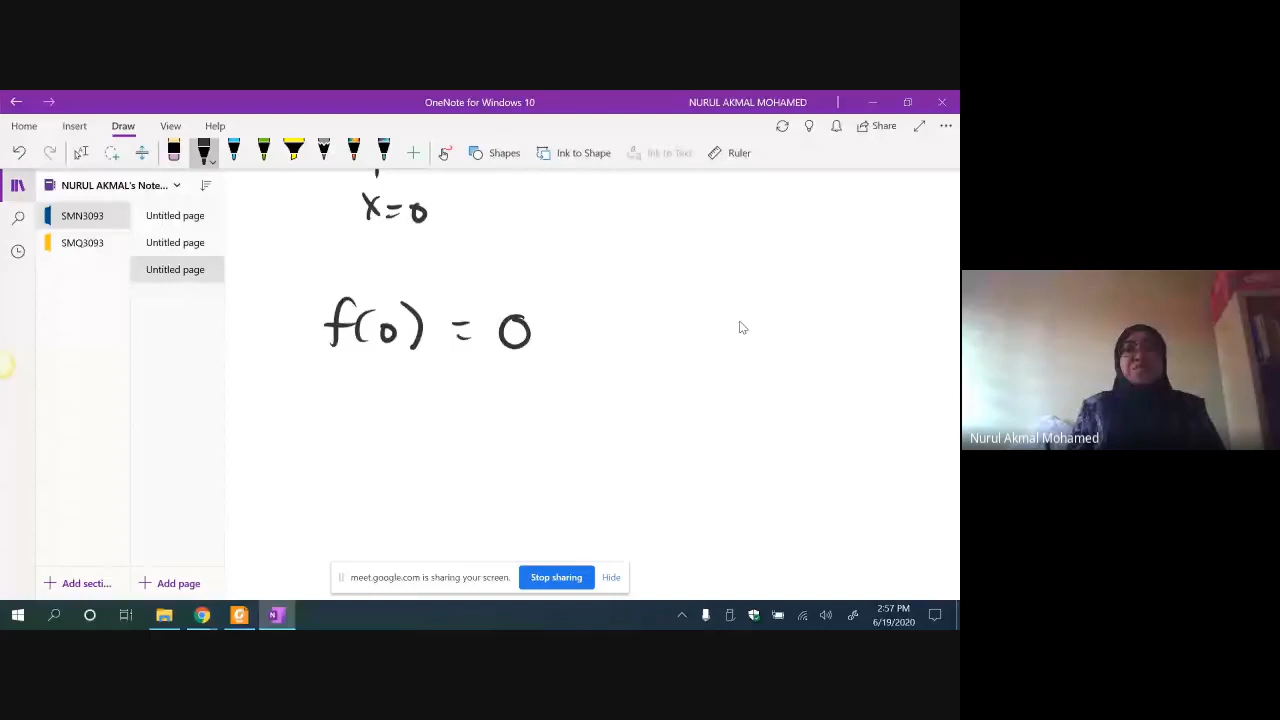 OneNote for Windows 10
NURUL AKMAL MOHAMED
Home Insert Draw View Help
Share
Shapes Ink to Shape Ink to Text Ruler
NURUL AKMAL's Note...
SMN3093
SMQ3093
Untitled page
Untitled page
Untitled page
x=0
f(0) = 0
Nurul Akmal Mohamed
Add secti... Add page
meet.google.com is sharing your screen. Stop sharing Hide
2:57 PM
6/19/2020